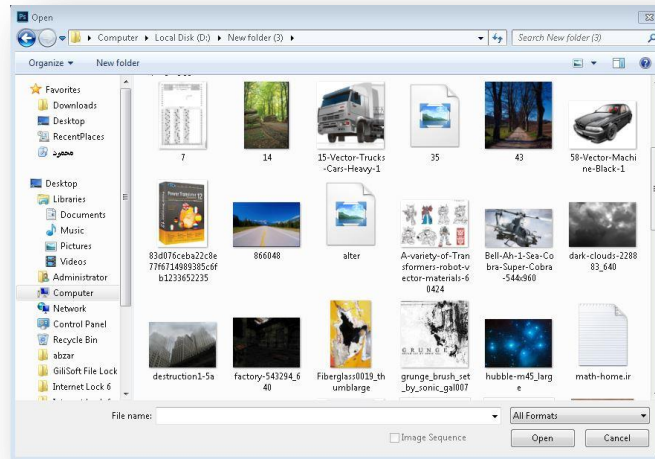 Ps Open
Computer ▸ Local Disk (D:) ▸ New folder (3) ▸
Search New folder (3)
Organize ▾ New folder
Favorites
Downloads
Desktop
RecentPlaces
محمود
Desktop
Libraries
Documents
Music
Pictures
Videos
Administrator
Computer
Network
Control Panel
Recycle Bin
abzar
GiliSoft File Lock
Internet Lock 6
7
14
15-Vector-Trucks
-Cars-Heavy-1
35
43
58-Vector-Machi
ne-Black-1
83d076ceba22c8e
77f6714989385c6f
b1233652235
866048
alter
A-variety-of-Tran
sformers-robot-v
ector-materials-6
0424
Bell-Ah-1-Sea-Co
bra-Super-Cobra
-544x960
dark-clouds-2288
83_640
destruction1-5a
factory-543294_6
40
Fiberglass0019_th
umblarge
GRUNGE
grunge_brush_set
_by_sonic_gal007
hubble-m45_larg
e
math-home.ir
File name:
All Formats
Image Sequence
Open
Cancel